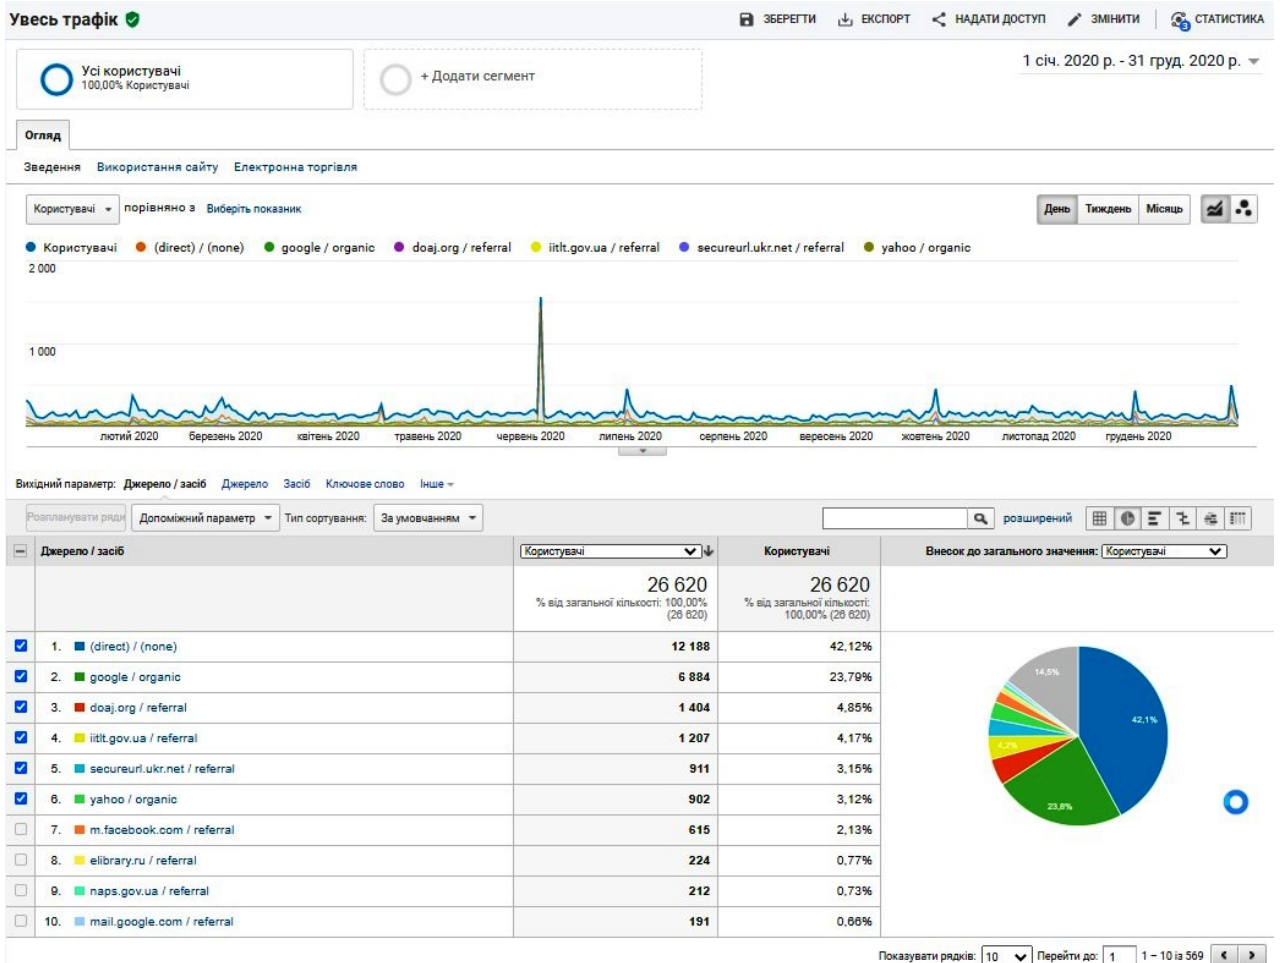 Увесь трафік
ЗБЕРЕГТИ ЕКСПОРТ НАДАТИ ДОСТУП ЗМІНИТИ 3 СТАТИСТИКА
Усі користувачі
100,00% Користувачі
+ Додати сегмент
1 січ. 2020 р. - 31 груд. 2020 р.
Огляд
Зведення Використання сайту Електронна торгівля
Користувачі порівняно з Виберіть показник
День Тиждень Місяць
Користувачі (direct) / (none) google / organic doaj.org / referral iitlt.gov.ua / referral secureurl.ukr.net / referral yahoo / organic
2 000
1 000
лютий 2020 березень 2020 квітень 2020 травень 2020 червень 2020 липень 2020 серпень 2020 вересень 2020 жовтень 2020 листопад 2020 грудень 2020
Вихідний параметр: Джерело / засіб Джерело Засіб Ключове слово Інше
Розпланувати ряди Допоміжний параметр Тип сортування: За умовчанням розширений
Джерело / засіб Користувачі Користувачі Внесок до загального значення: Користувачі
26 620 26 620
% від загальної кількості: 100,00% % від загальної кількості:
(26 620) 100,00% (26 620)
1. (direct) / (none) 12 188 42,12%
2. google / organic 6 884 23,79%
3. doaj.org / referral 1 404 4,85%
4. iitlt.gov.ua / referral 1 207 4,17%
5. secureurl.ukr.net / referral 911 3,15%
6. yahoo / organic 902 3,12%
7. m.facebook.com / referral 615 2,13%
8. elibrary.ru / referral 224 0,77%
9. naps.gov.ua / referral 212 0,73%
10. mail.google.com / referral 191 0,66%
14,5%
42,1%
4,2%
23,8%
Показувати рядків: 10 Перейти до: 1 1 – 10 із 569